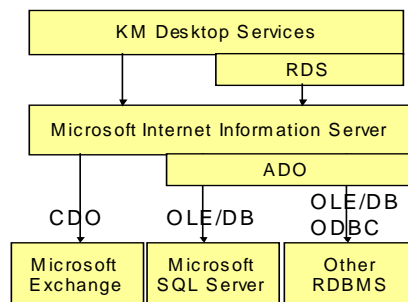 KM Desktop Services
RDS
Microsoft Internet Information Server
ADO
CDO
OLE/DB
OLE/DB
ODBC
Microsoft
Exchange
Microsoft
SQL Server
Other
RDBMS